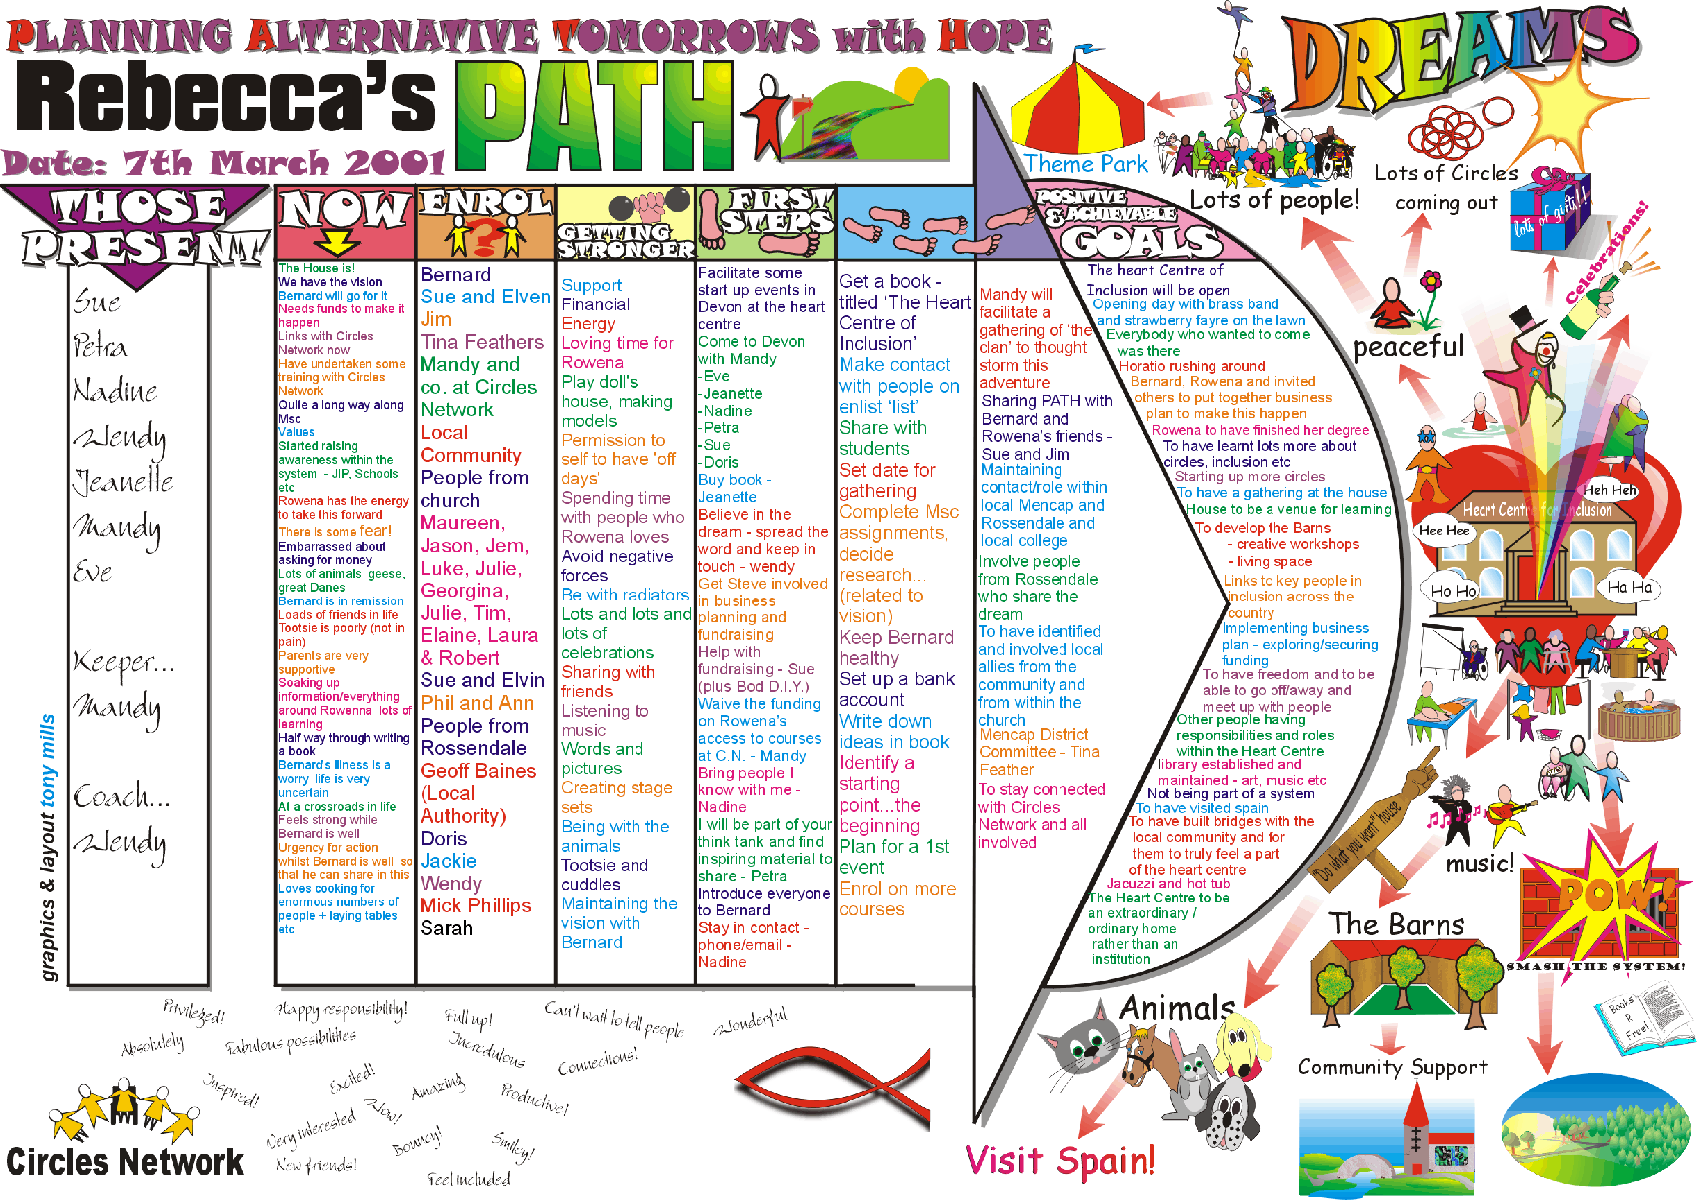 PLANNING ALTERNATIVE TOMORROWS with HOPE
Rebecca's PATH
Date: 7th March 2001
THOSE
PRESENT
Sue
Petra
Nadine
Wendy
Jeanelle
Mandy
Eve
Keeper...
Mandy
Coach...
Wendy
graphics & layout tony mills
NOW
The House is!
We have the vision
Bernard will go for it
Needs funds to make it
happen
Links with Circles
Network now
Have undertaken some
training with Circles
Network
Quite a long way along
Msc
Values
Started raising
awareness within the
system - JIP, Schools
etc
Rowena has the energy
to take this forward
There is some fear!
Embarrassed about
asking for money
Lots of animals geese,
great Danes
Bernard is in remission
Loads of friends in life
Tootsie is poorly (not in
pain)
Parents are very
supportive
Soaking up
information/everything
around Rowenna lots of
learning
Half way through writing
a book
Bernard's illness is a
worry life is very
uncertain
At a crossroads in life
Feels strong while
Bernard is well
Urgency for action
whilst Bernard is well so
that he can share in this
Loves cooking for
enormous numbers of
people + laying tables
etc
ENROL
?
Bernard
Sue and Elven
Jim
Tina Feathers
Mandy and
co. at Circles
Network
Local
Community
People from
church
Maureen,
Jason, Jem,
Luke, Julie,
Georgina,
Julie, Tim,
Elaine, Laura
& Robert
Sue and Elvin
Phil and Ann
People from
Rossendale
Geoff Baines
(Local
Authority)
Doris
Jackie
Wendy
Mick Phillips
Sarah
GETTING
STRONGER
Support
Financial
Energy
Loving time for
Rowena
Play doll's
house, making
models
Permission to
self to have 'off
days'
Spending time
with people who
Rowena loves
Avoid negative
forces
Be with radiators
Lots and lots and
lots of
celebrations
Sharing with
friends
Listening to
music
Words and
pictures
Creating stage
sets
Being with the
animals
Tootsie and
cuddles
Maintaining the
vision with
Bernard
FIRST
STEPS
Facilitate some
start up events in
Devon at the heart
centre
Come to Devon
with Mandy
-Eve
-Jeanette
-Nadine
-Petra
-Sue
-Doris
Buy book -
Jeanette
Believe in the
dream - spread the
word and keep in
touch - wendy
Get Steve involved
in business
planning and
fundraising
Help with
fundraising - Sue
(plus Bod D.I.Y.)
Waive the funding
on Rowena's
access to courses
at C.N. - Mandy
Bring people I
know with me -
Nadine
I will be part of your
think tank and find
inspiring material to
share - Petra
Introduce everyone
to Bernard
Stay in contact -
phone/email -
Nadine
Get a book -
titled 'The Heart
Centre of
Inclusion'
Make contact
with people on
enlist 'list'
Share with
students
Set date for
gathering
Complete Msc
assignments,
decide
research...
(related to
vision)
Keep Bernard
healthy
Set up a bank
account
Write down
ideas in book
Identify a
starting
point...the
beginning
Plan for a 1st
event
Enrol on more
courses
Mandy will
facilitate a
gathering of 'the
clan' to thought
storm this
adventure
Sharing PATH with
Bernard and
Rowena's friends -
Sue and Jim
Maintaining
contact/role within
local Mencap and
Rossendale and
local college
Involve people
from Rossendale
who share the
dream
To have identified
and involved local
allies from the
community and
from within the
church
Mencap District
Committee - Tina
Feather
To stay connected
with Circles
Network and all
involved
POSITIVE
& ACHIEVABLE
GOALS
The heart Centre of
Inclusion will be open
Opening day with brass band
and strawberry fayre on the lawn
Everybody who wanted to come
was there
Horatio rushing around
Bernard, Rowena and invited
others to put together business
plan to make this happen
Rowena to have finished her degree
To have learnt lots more about
circles, inclusion etc
Starting up more circles
To have a gathering at the house
House to be a venue for learning
To develop the Barns
- creative workshops
- living space
Links to key people in
inclusion across the
country
Implementing business
plan - exploring/securing
funding
To have freedom and to be
able to go off/away and
meet up with people
Other people having
responsibilities and roles
within the Heart Centre
library established and
maintained - art, music etc
Not being part of a system
To have visited spain
To have built bridges with the
local community and for
them to truly feel a part
of the heart centre
Jacuzzi and hot tub
The Heart Centre to be
an extraordinary /
ordinary home
rather than an
institution
DREAMS
Theme Park
Lots of people!
Lots of Circles
coming out
lots of gifts!!
Celebrations!
peaceful
Heart Centre for Inclusion
Heh Heh
Hee Hee
Ho Ho
Ha Ha
"Do what you want" house
music!
POW!
SMASH THE SYSTEM!
The Barns
Exits
R
Free!
Animals
Community Support
Visit Spain!
Privileged!
Happy responsibility!
Full up!
Can't wait to tell people
Wonderful
Absolutely
Fabulous possibilities
Incredulous
Connections!
Inspired!
Excited!
Amazing
Productive!
Wow!
Very interested
Bouncy!
Smiley!
New friends!
Feel included
Circles Network